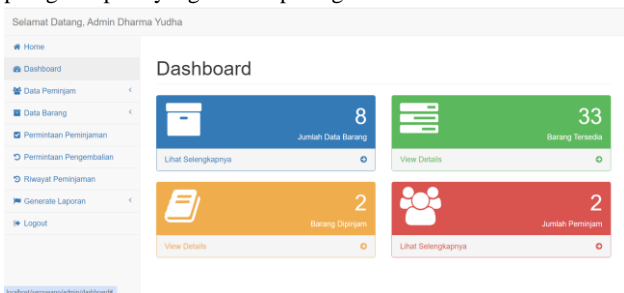 Selamat Datang, Admin Dharma Yudha
Home
Dashboard
Data Peminjam
Data Barang
Permintaan Peminjaman
Permintaan Pengembalian
Riwayat Peminjaman
Generate Laporan
Logout
Dashboard
8
Jumlah Data Barang
Lihat Selengkapnya
33
Barang Tersedia
View Details
2
Barang Dipinjam
View Details
2
Jumlah Peminjam
Lihat Selengkapnya